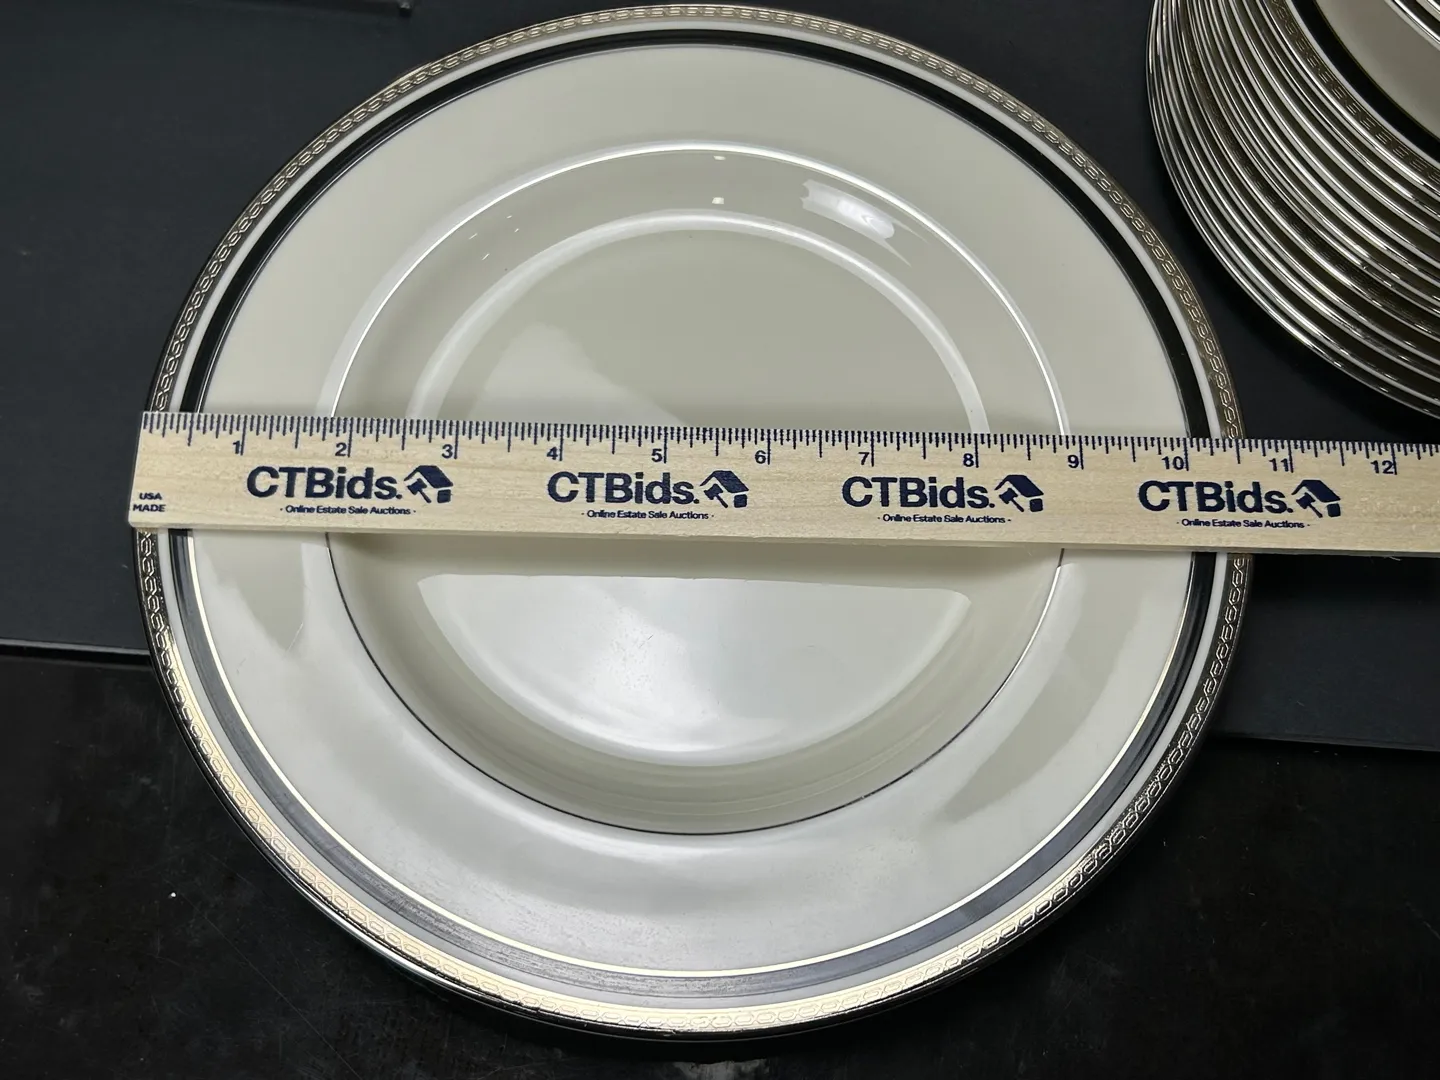 1 2 3 4 5 6 7 8 9 10 11 12
USA
MADE
CTBids.
· Online Estate Sale Auctions ·
CTBids.
· Online Estate Sale Auctions ·
CTBids.
· Online Estate Sale Auctions ·
CTBids.
· Online Estate Sale Auctions ·